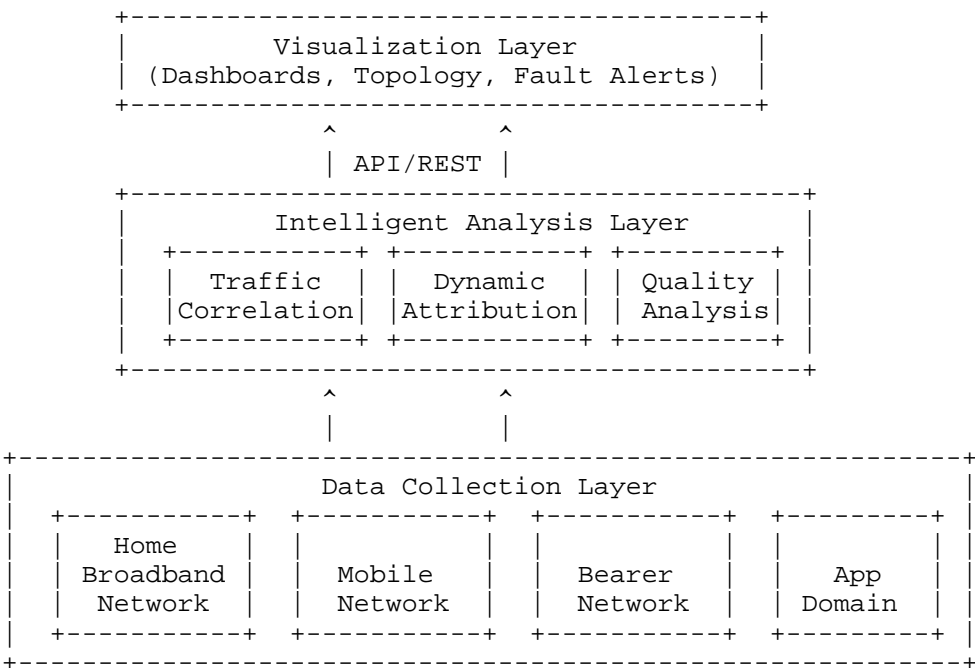 Visualization Layer
(Dashboards, Topology, Fault Alerts)
API/REST
Intelligent Analysis Layer
Traffic Dynamic Quality
Correlation Attribution Analysis
Data Collection Layer
Home
Broadband Mobile Bearer App
Network Network Network Domain